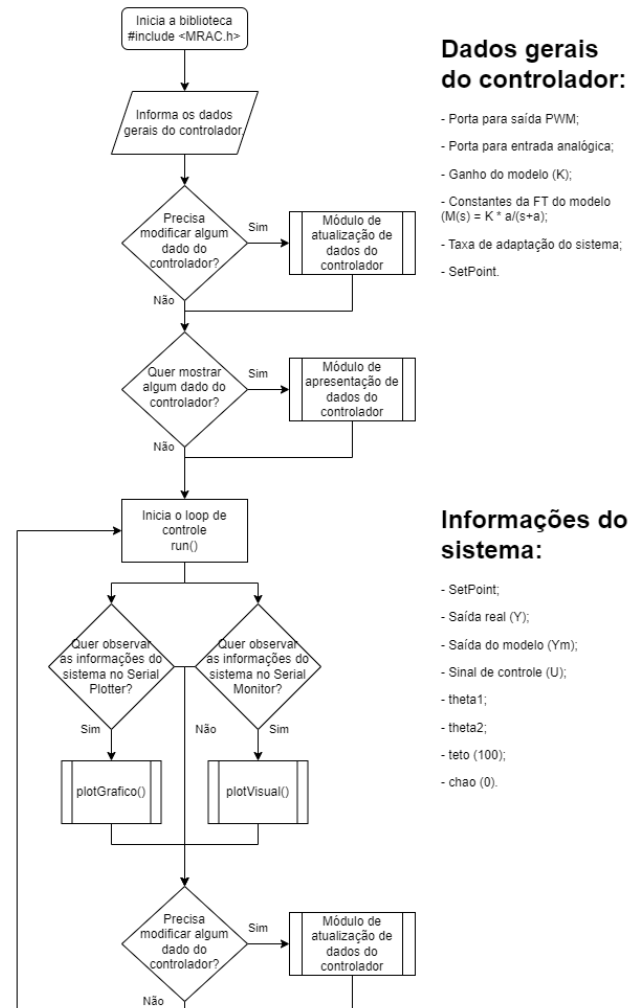 Inicia a biblioteca
#include <MRAC.h>
Informa os dados
gerais do controlador
Precisa
modificar algum
dado do
controlador?
Sim
Módulo de
atualização de
dados do
controlador
Não
Quer mostrar
algum dado do
controlador?
Sim
Módulo de
apresentação de
dados do
controlador
Não
Inicia o loop de
controle
run()
Quer observar
as informações do
sistema no Serial
Plotter?
Quer observar
as informações do
sistema no Serial
Monitor?
Sim
Não
Sim
plotGrafico()
plotVisual()
Precisa
modificar algum
dado do
controlador?
Sim
Módulo de
atualização de
dados do
controlador
Não
Dados gerais
do controlador:
- Porta para saída PWM;
- Porta para entrada analógica;
- Ganho do modelo (K);
- Constantes da FT do modelo
(M(s) = K * a/(s+a);
- Taxa de adaptação do sistema;
- SetPoint.
Informações do
sistema:
- SetPoint;
- Saída real (Y);
- Saída do modelo (Ym);
- Sinal de controle (U);
- theta1;
- theta2;
- teto (100);
- chao (0).